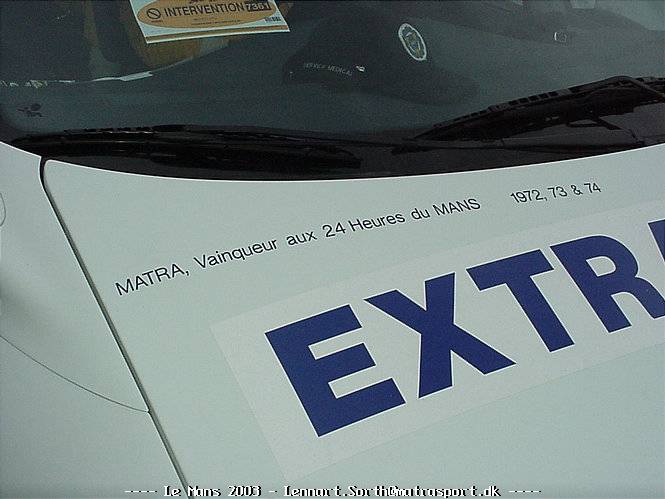 INTERVENTION 7361
SERVICE MEDICAL
MATRA, Vainqueur aux 24 Heures du MANS 1972, 73 & 74
EXTR
----- Le Mans 2003 - Lennart.Sorth@matrasport.dk -----